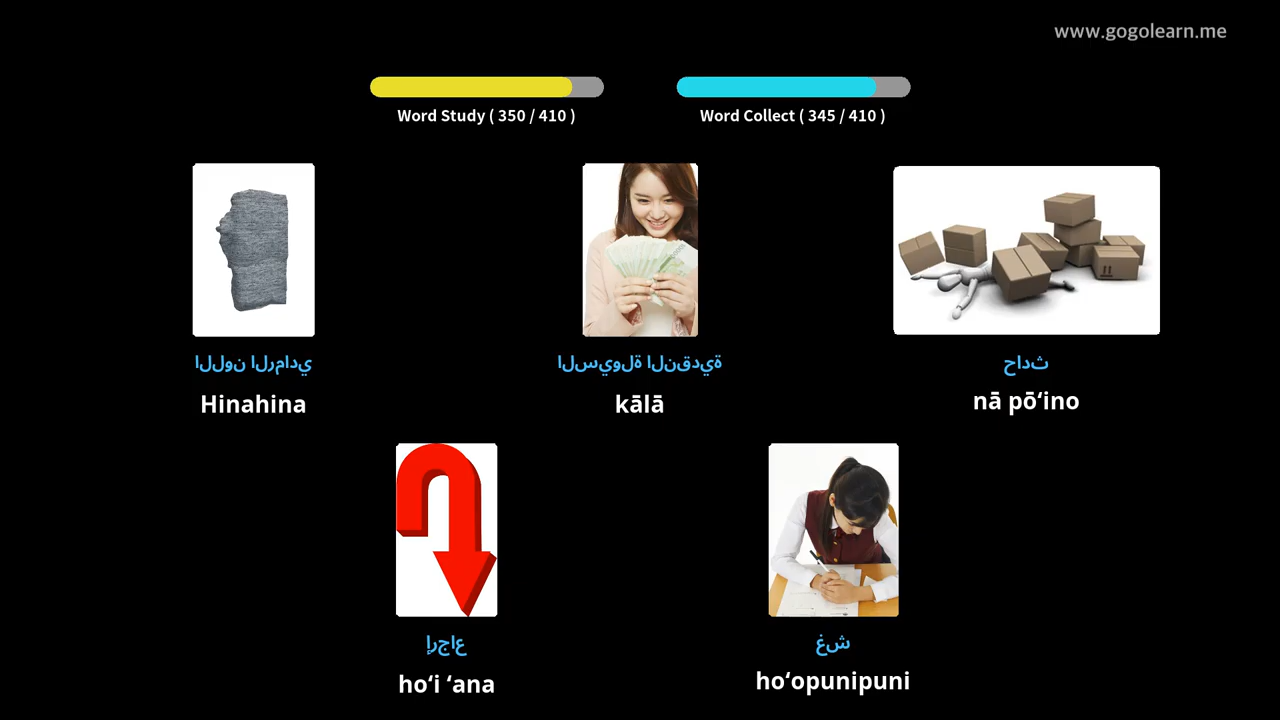 www.gogolearn.me
Word Study ( 350 / 410 )
Word Collect ( 345 / 410 )
اللون الرمادي
Hinahina
السيولة النقدية
kālā
حادث
nā pōʻino
إرجاع
hoʻi ʻana
غش
hoʻopunipuni